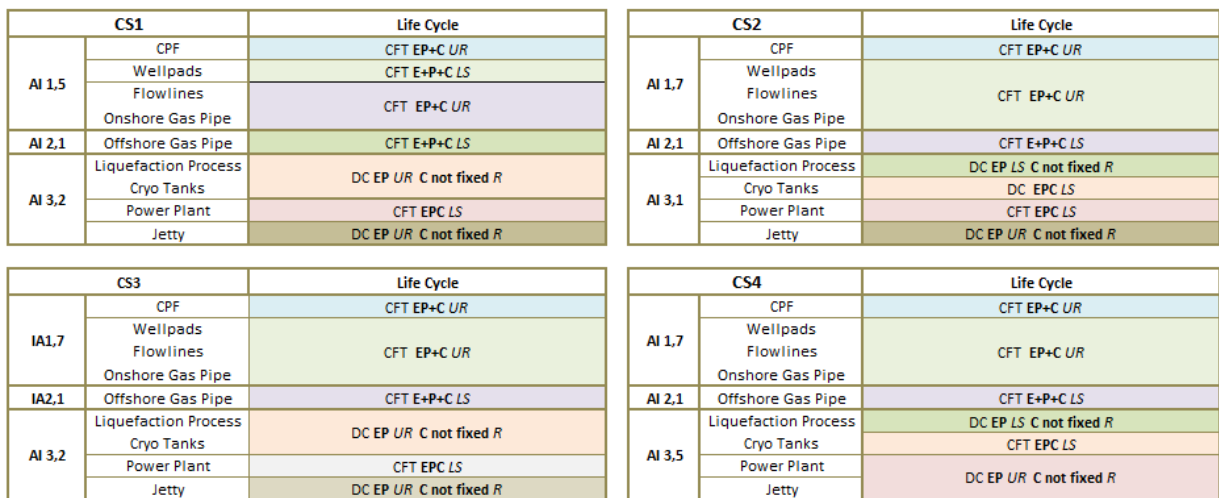 CS1 Life Cycle
AI 1,5
CPF CFT EP+C UR
Wellpads CFT E+P+C LS
Flowlines
Onshore Gas Pipe
CFT EP+C UR
AI 2,1 Offshore Gas Pipe CFT E+P+C LS
AI 3,2
Liquefaction Process
Cryo Tanks
DC EP UR C not fixed R
Power Plant CFT EPC LS
Jetty DC EP UR C not fixed R
CS2 Life Cycle
AI 1,7
CPF CFT EP+C UR
Wellpads
Flowlines
Onshore Gas Pipe
CFT EP+C UR
AI 2,1 Offshore Gas Pipe CFT E+P+C LS
AI 3,1
Liquefaction Process DC EP LS C not fixed R
Cryo Tanks DC EPC LS
Power Plant CFT EPC LS
Jetty DC EP UR C not fixed R
CS3 Life Cycle
IA1,7
CPF CFT EP+C UR
Wellpads
Flowlines
Onshore Gas Pipe
CFT EP+C UR
IA2,1 Offshore Gas Pipe CFT E+P+C LS
AI 3,2
Liquefaction Process
Cryo Tanks
DC EP UR C not fixed R
Power Plant CFT EPC LS
Jetty DC EP UR C not fixed R
CS4 Life Cycle
AI 1,7
CPF CFT EP+C UR
Wellpads
Flowlines
Onshore Gas Pipe
CFT EP+C UR
AI 2,1 Offshore Gas Pipe CFT E+P+C LS
AI 3,5
Liquefaction Process DC EP LS C not fixed R
Cryo Tanks CFT EPC LS
Power Plant
Jetty
DC EP UR C not fixed R